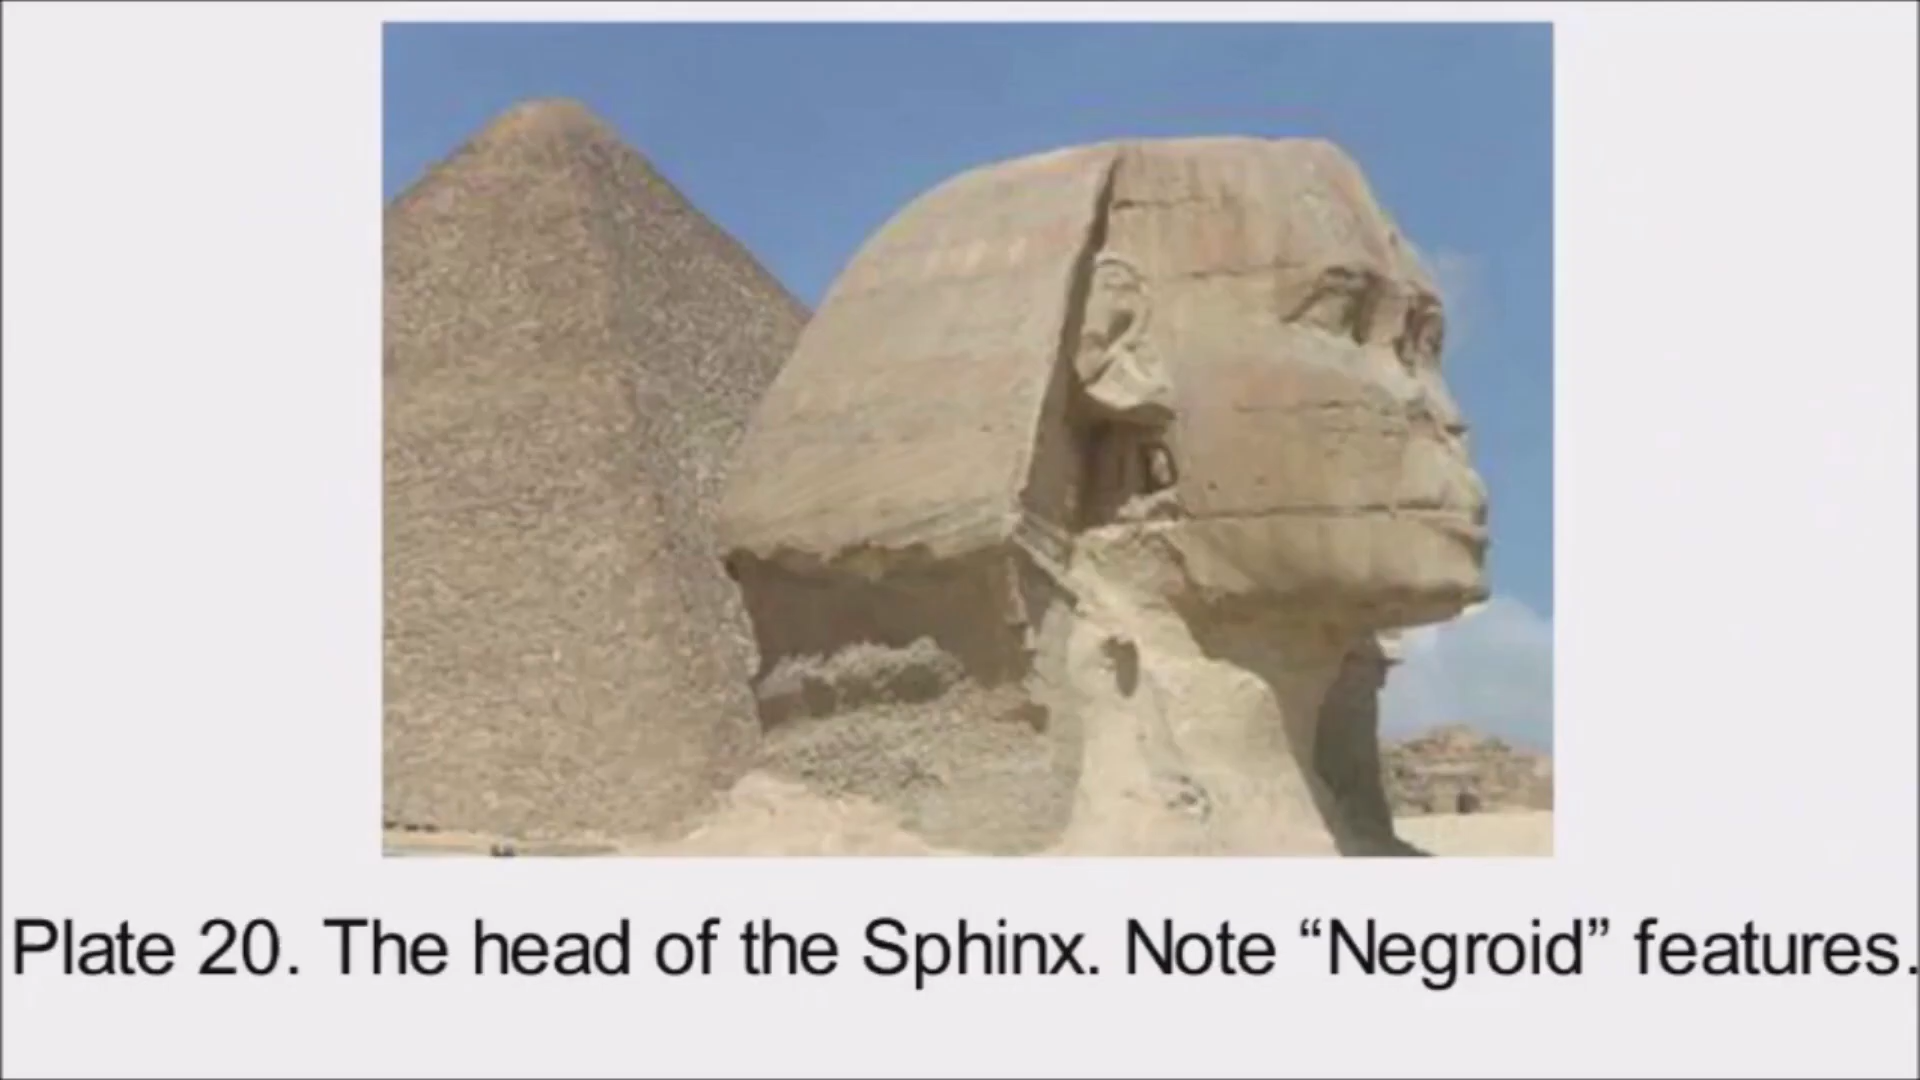 Plate 20. The head of the Sphinx. Note “Negroid” features.